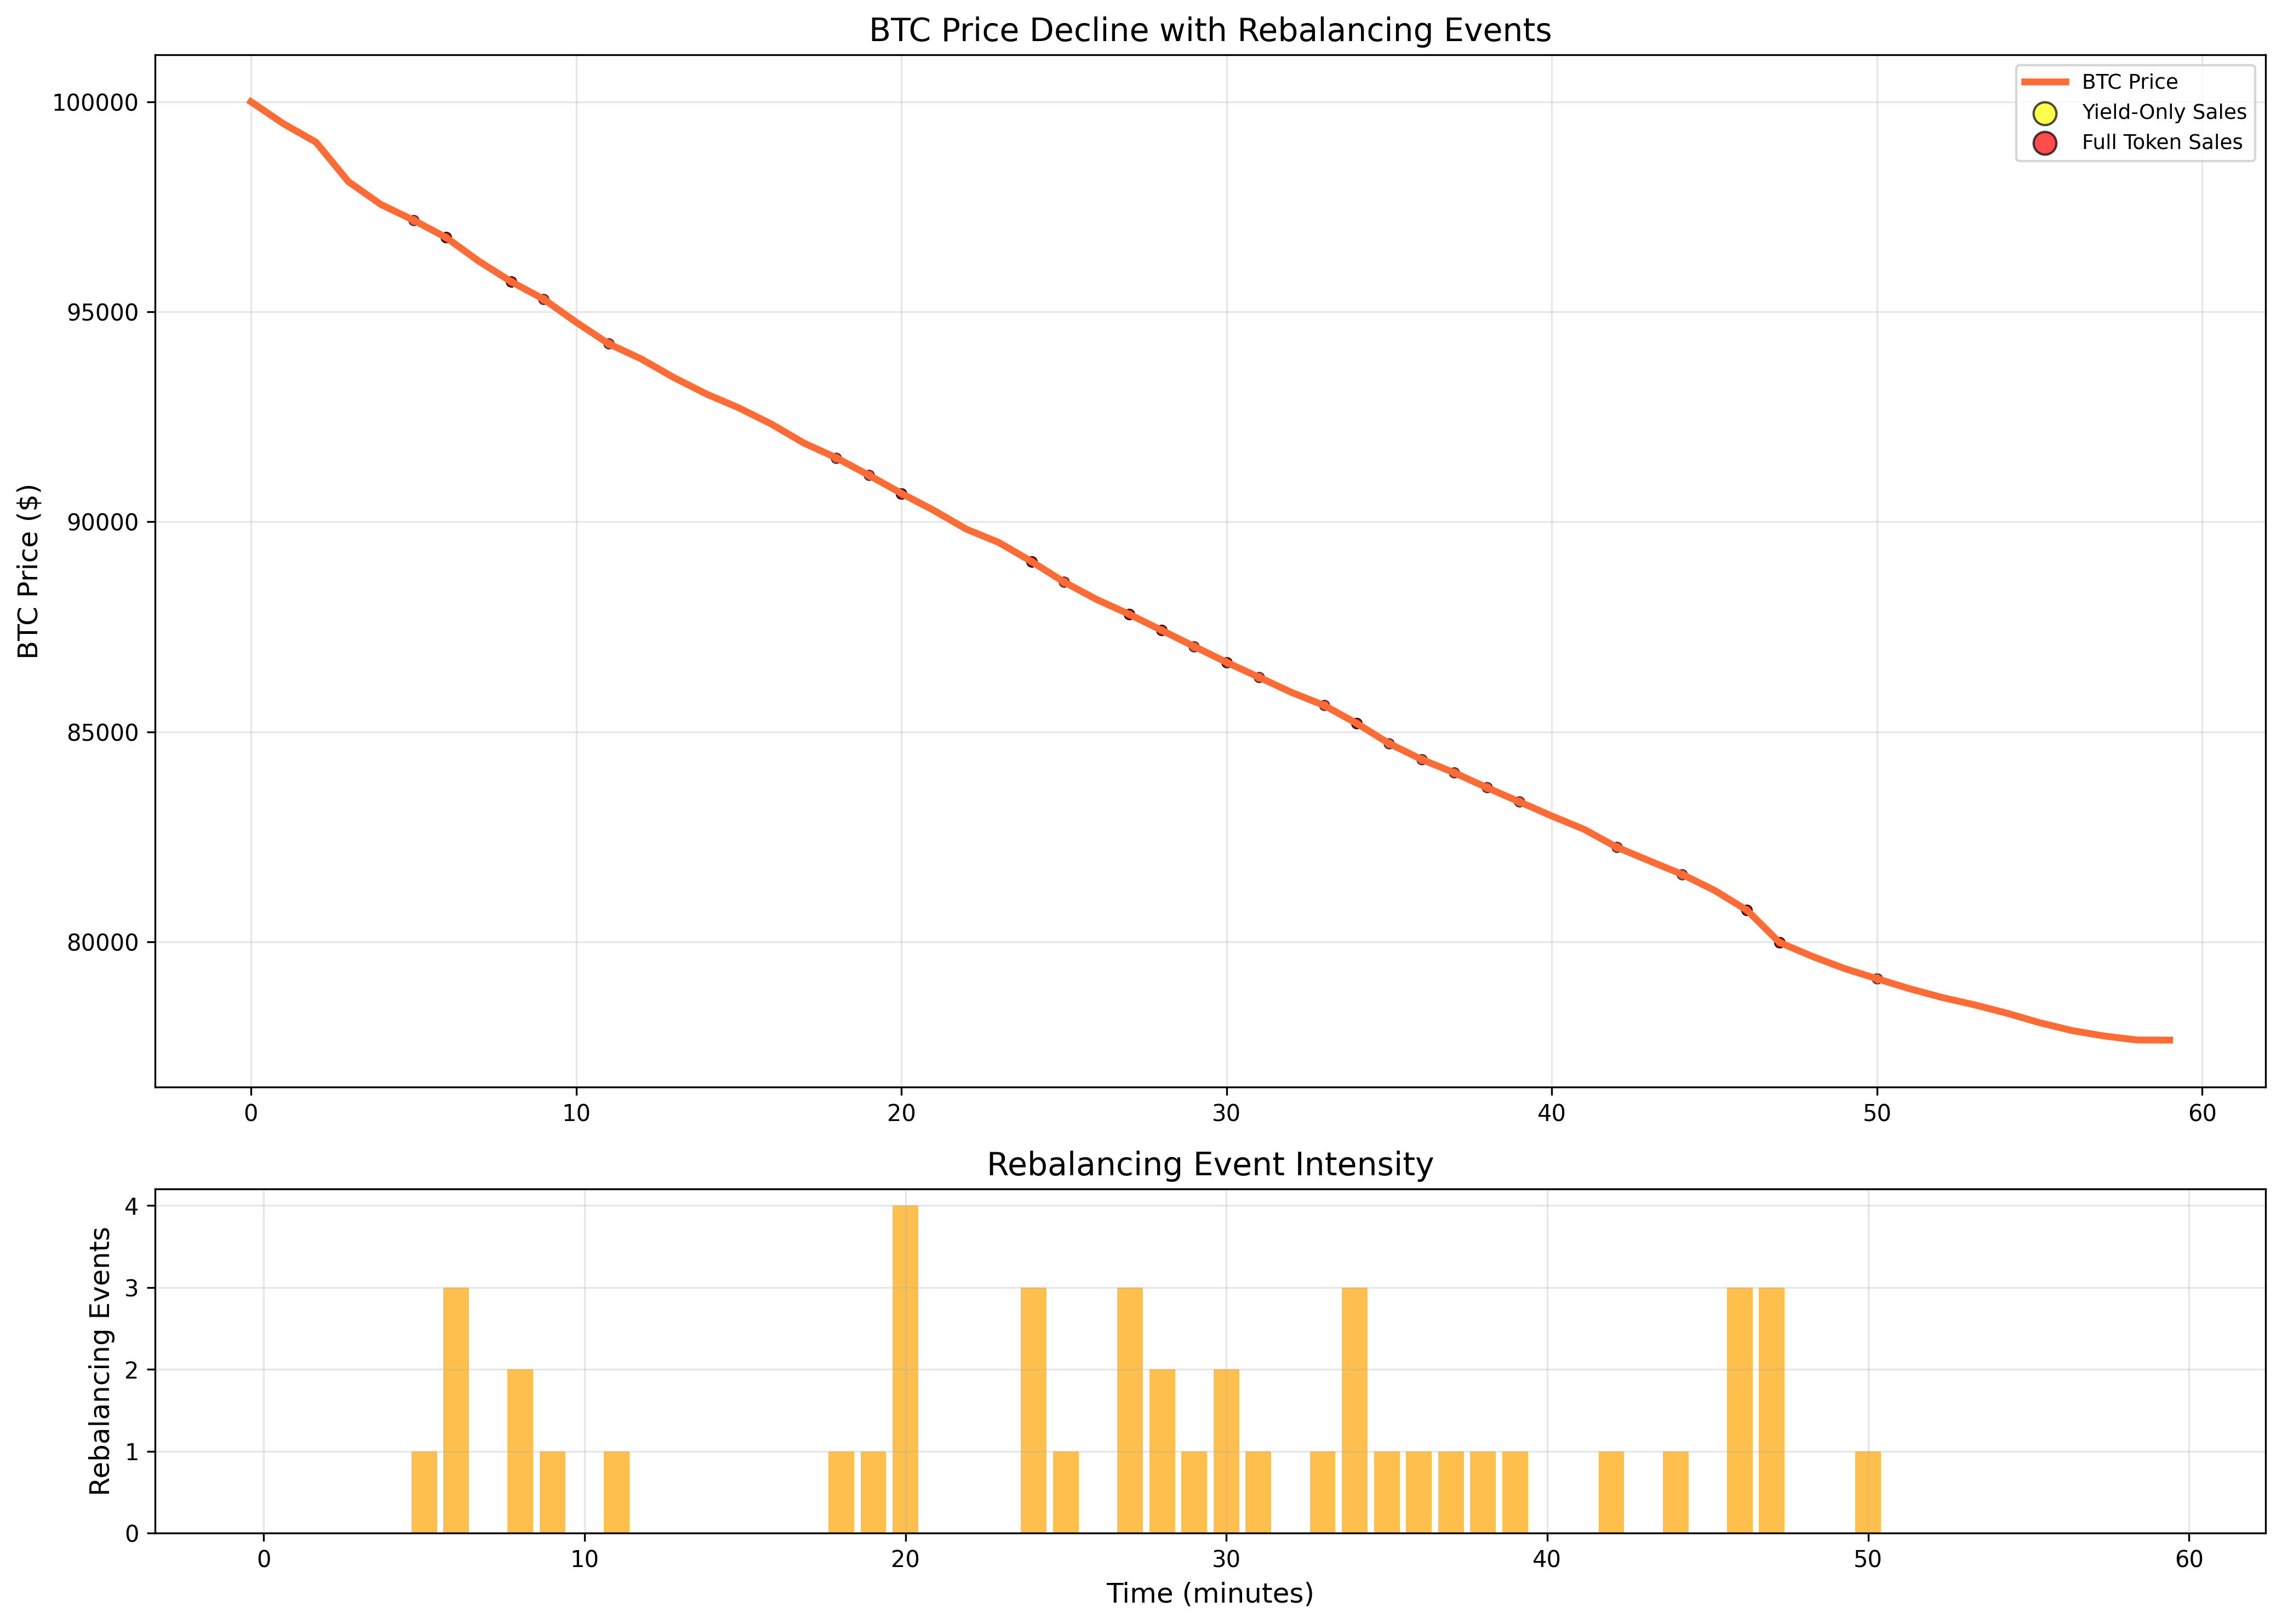 BTC Price Decline with Rebalancing Events
BTC Price
Yield-Only Sales
Full Token Sales
BTC Price ($)
100000
95000
90000
85000
80000
0 10 20 30 40 50 60
Rebalancing Event Intensity
Rebalancing Events
4
3
2
1
0
0 10 20 30 40 50 60
Time (minutes)